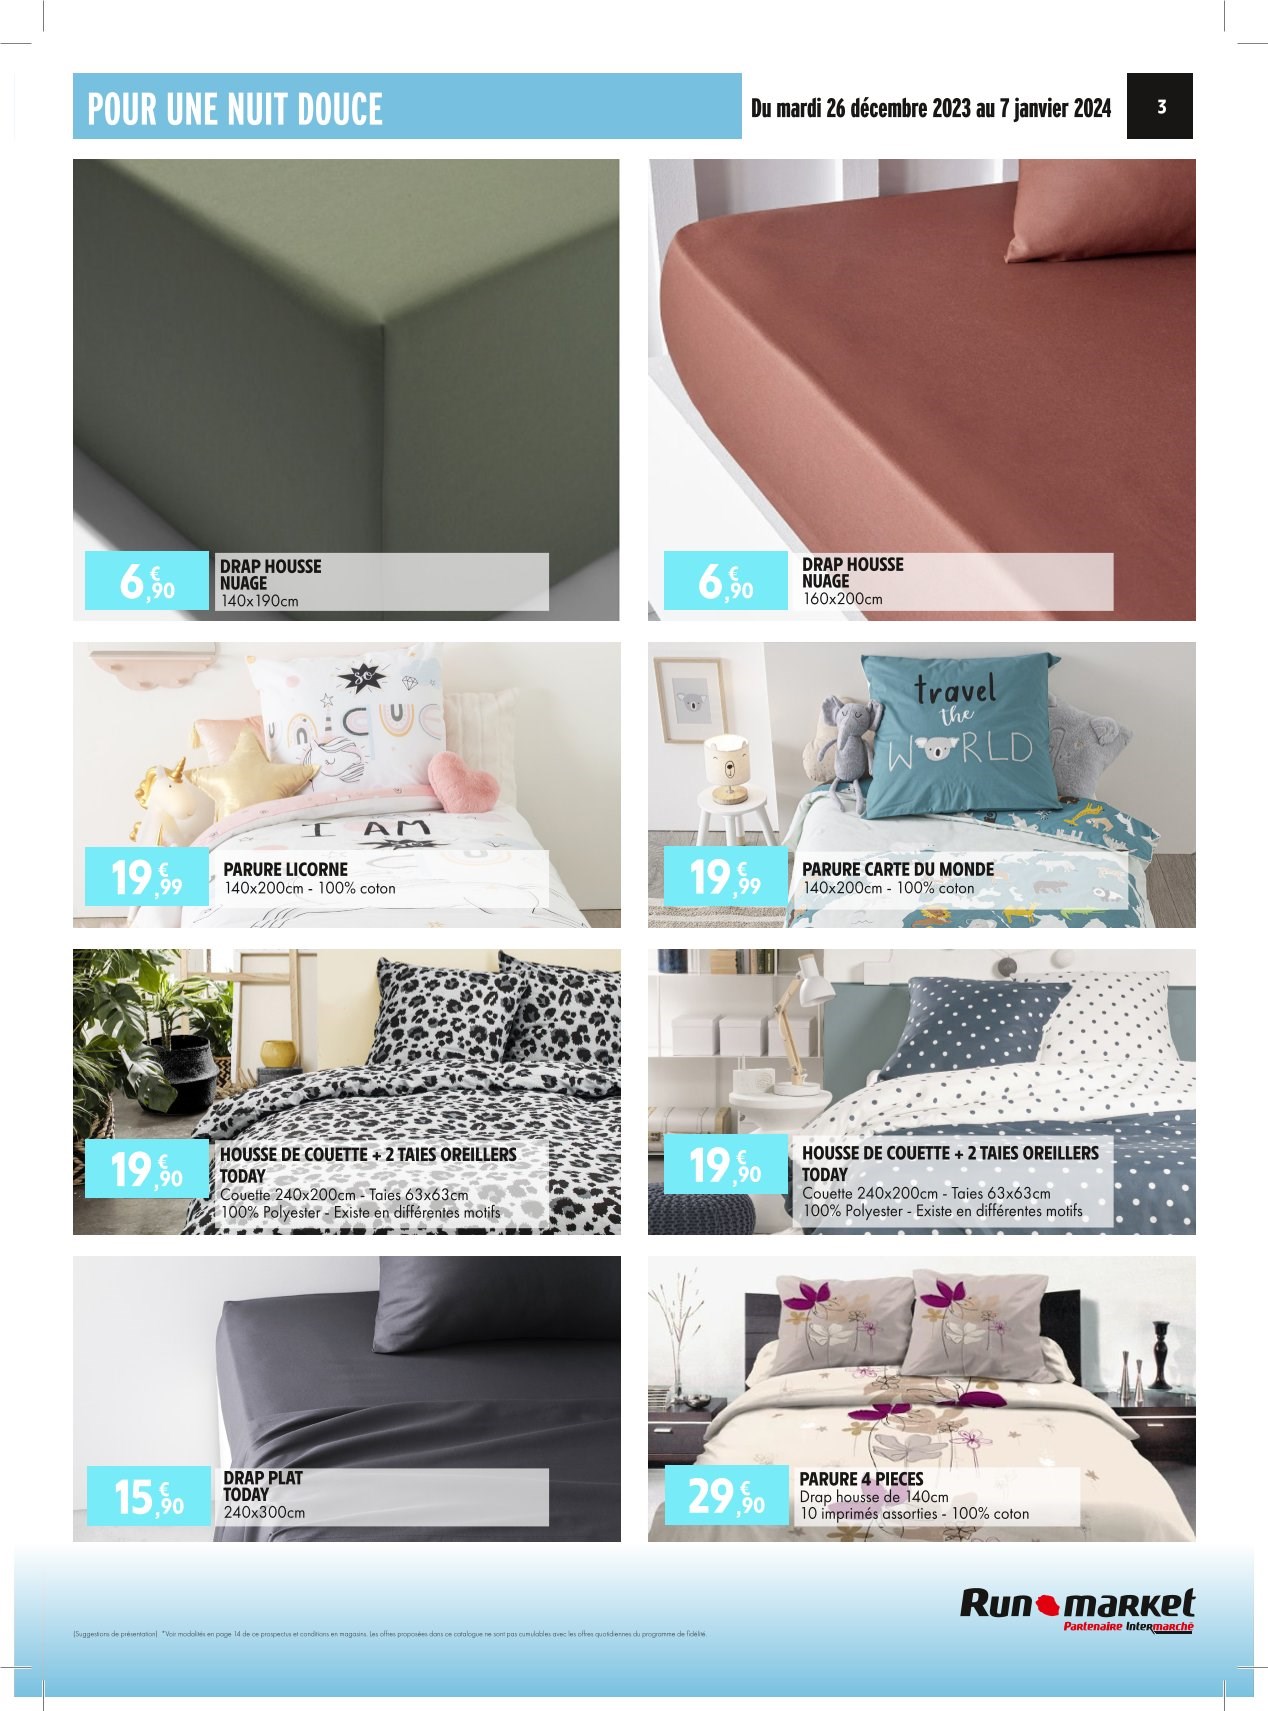 POUR UNE NUIT DOUCE
Du mardi 26 décembre 2023 au 7 janvier 2024
3
6€,90
DRAP HOUSSE
NUAGE
140x190cm
6€,90
DRAP HOUSSE
NUAGE
160x200cm
so
UNICUC
I AM
19€,99
PARURE LICORNE
140x200cm - 100% coton
travel
the
WORLD
19€,99
PARURE CARTE DU MONDE
140x200cm - 100% coton
19€,90
HOUSSE DE COUETTE + 2 TAIES OREILLERS
TODAY
Couette 240x200cm - Taies 63x63cm
100% Polyester - Existe en différentes motifs
19€,90
HOUSSE DE COUETTE + 2 TAIES OREILLERS
TODAY
Couette 240x200cm - Taies 63x63cm
100% Polyester - Existe en différentes motifs
15€,90
DRAP PLAT
TODAY
240x300cm
29€,90
PARURE 4 PIECES
Drap housse de 140cm
10 imprimés assorties - 100% coton
Run market
Partenaire Intermarché
(Suggestions de présentation). *Voir modalités en page 14 de ce prospectus et conditions en magasins. Les offres proposées dans ce catalogue ne sont pas cumulables avec les offres quotidiennes du programme de fidélité.